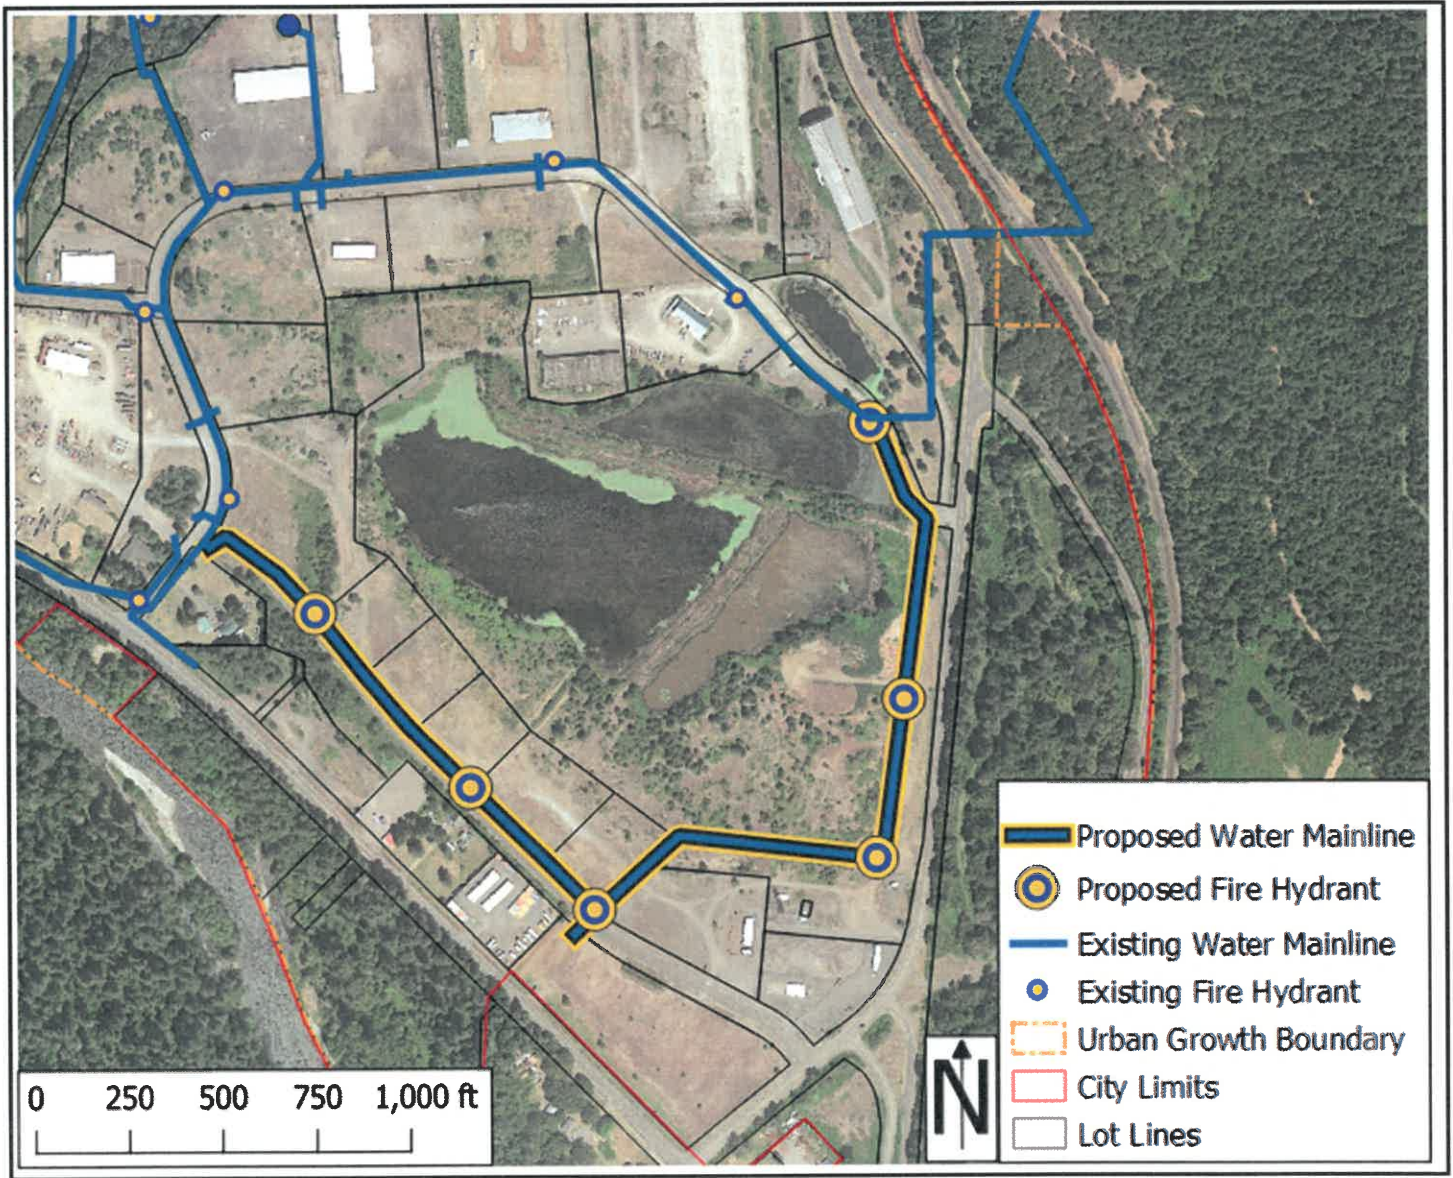 Proposed Water Mainline
Proposed Fire Hydrant
Existing Water Mainline
Existing Fire Hydrant
Urban Growth Boundary
City Limits
Lot Lines
0 250 500 750 1,000 ft
N